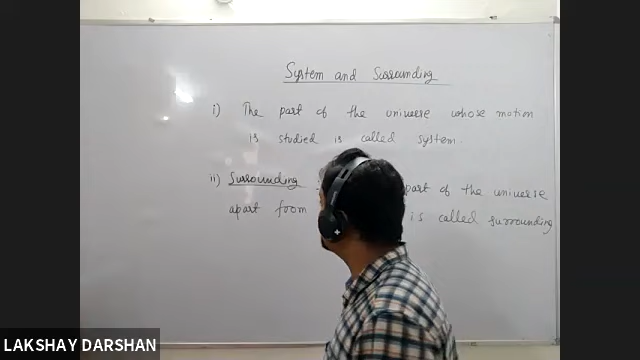 System and Surrounding
i) The part of the universe whose motion
is studied is called system.
ii) Surrounding : part of the universe
apart from is called surrounding
LAKSHAY DARSHAN